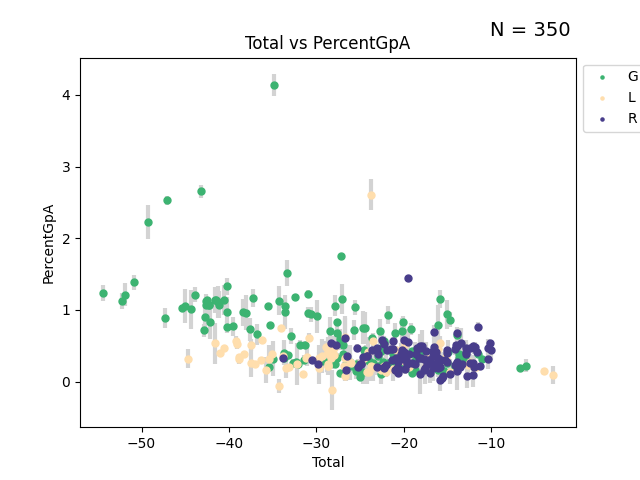 N = 350
Total vs PercentGpA
G
L
R
4
3
2
1
0
PercentGpA
−50
−40
−30
−20
−10
Total